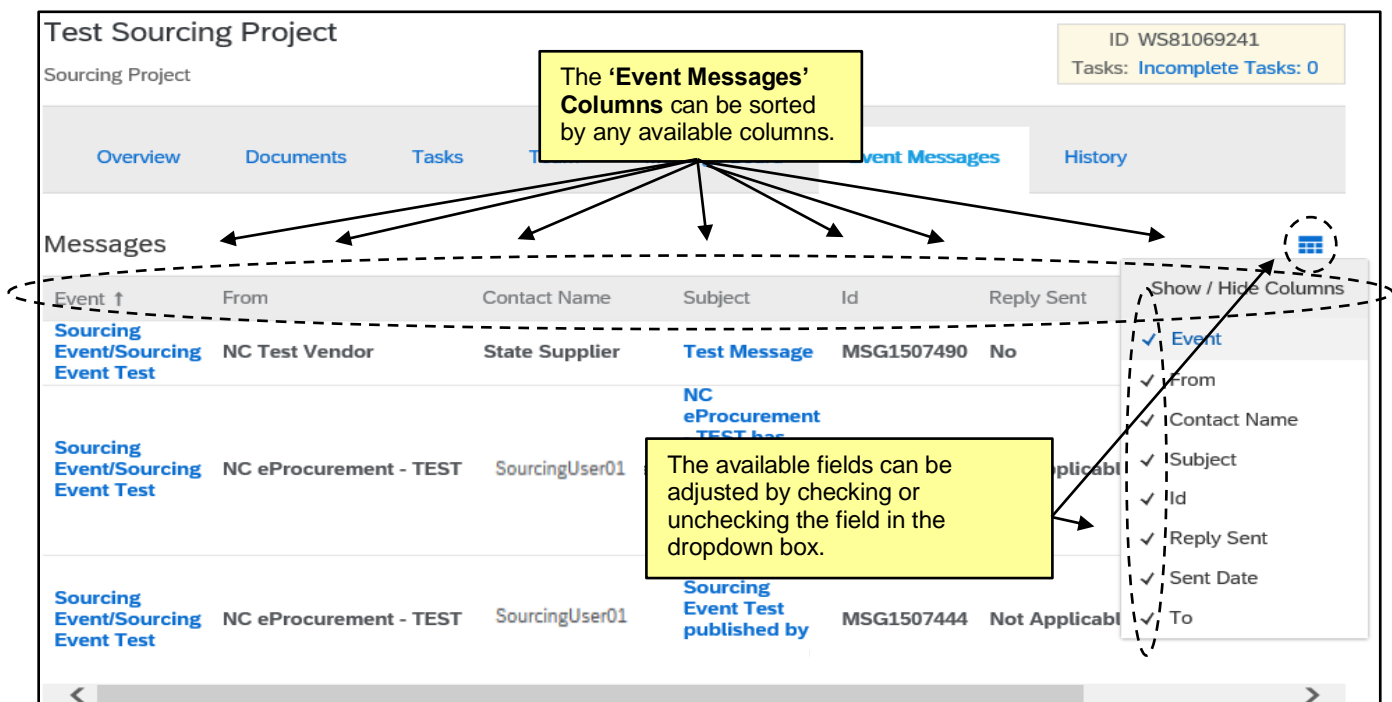 Test Sourcing Project
ID WS81069241
Sourcing Project
Tasks: Incomplete Tasks: 0
The ‘Event Messages’
Columns can be sorted
by any available columns.
Overview Documents Tasks Event Messages History
Messages
Event ↑ From Contact Name Subject Id Reply Sent
Show / Hide Columns
✓ Event
✓ From
✓ Contact Name
✓ Subject
✓ Id
✓ Reply Sent
✓ Sent Date
✓ To
Sourcing
Event/Sourcing
Event Test
NC Test Vendor State Supplier Test Message MSG1507490 No
Sourcing
Event/Sourcing
Event Test
NC eProcurement - TEST SourcingUser01
NC
eProcurement
- TEST has
The available fields can be
adjusted by checking or
unchecking the field in the
dropdown box.
Sourcing
Event/Sourcing
Event Test
NC eProcurement - TEST SourcingUser01
Sourcing
Event Test
published by
MSG1507444 Not Applicabl